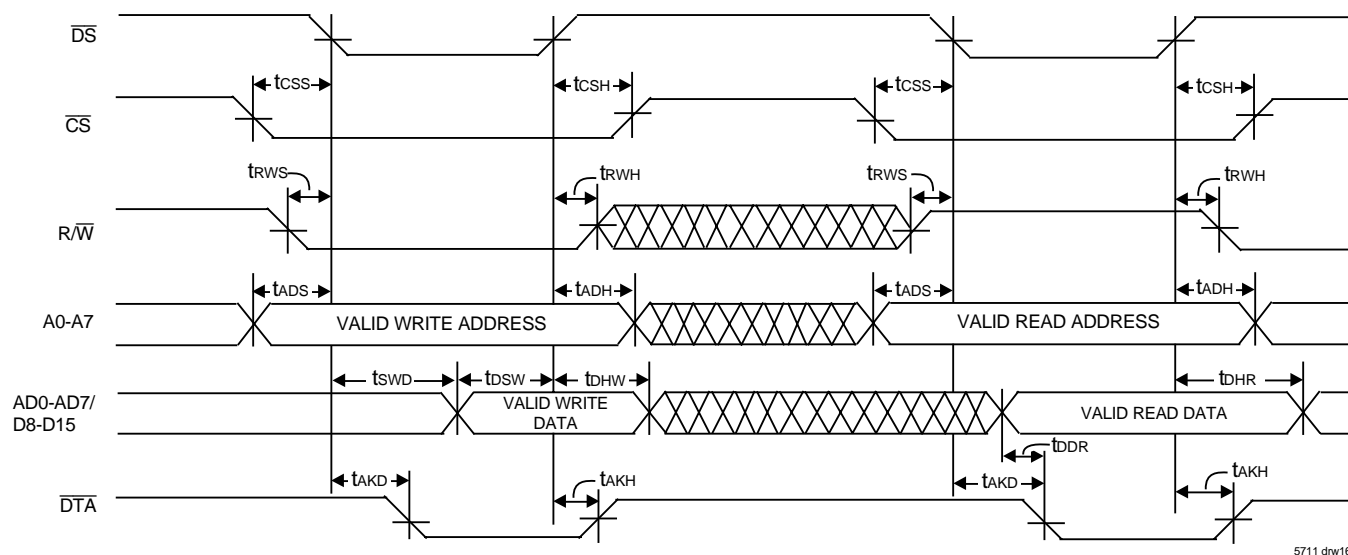 DS
tCSS
tCSH
tCSS
tCSH
CS
tRWS
tRWH
tRWS
tRWH
R/W
tADS
tADH
tADS
tADH
A0-A7
VALID WRITE ADDRESS
VALID READ ADDRESS
tSWD
tDSW
tDHW
tDHR
AD0-AD7/
D8-D15
VALID WRITE
DATA
VALID READ DATA
tDDR
tAKD
tAKH
tAKD
tAKH
DTA
5711 drw16